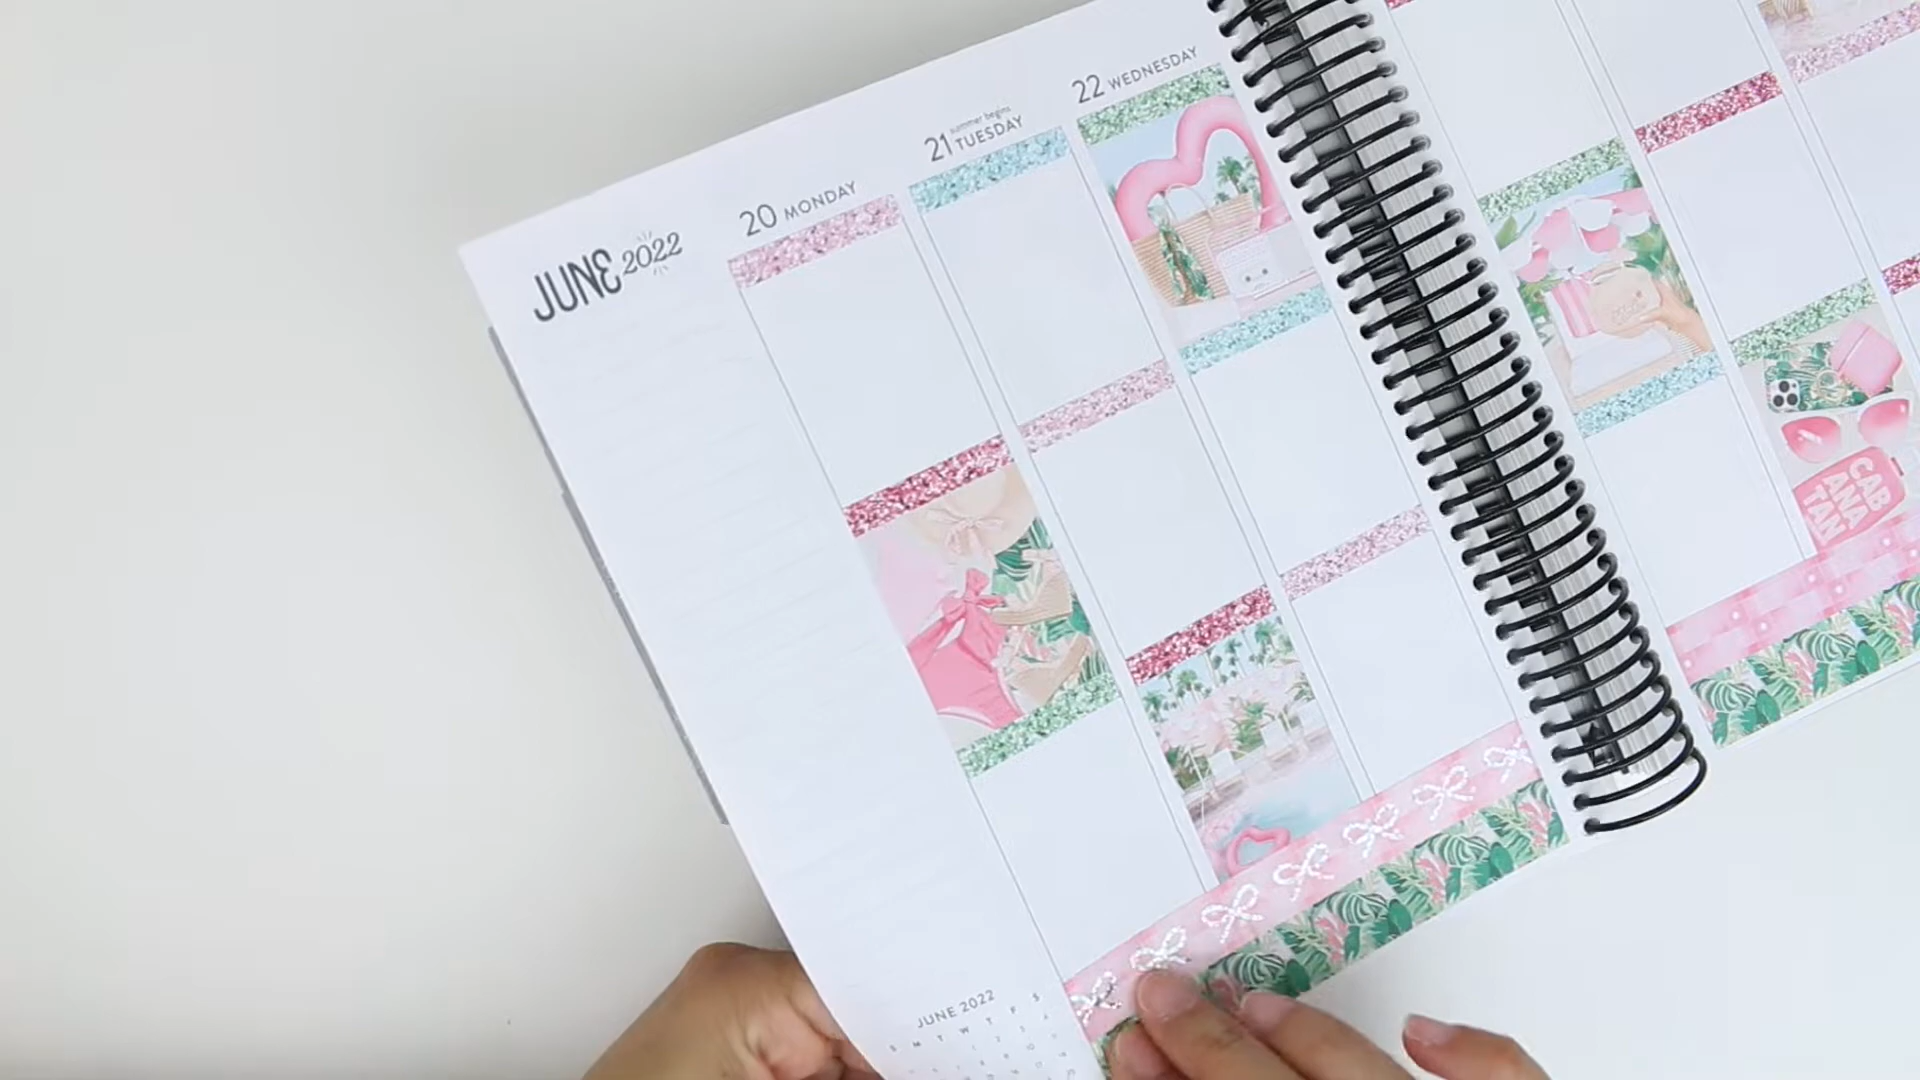 JUNE 2022
20 MONDAY
summer begins
21 TUESDAY
22 WEDNESDAY
CAB
ANA
TAN
JUNE 2022
S M T W T F S